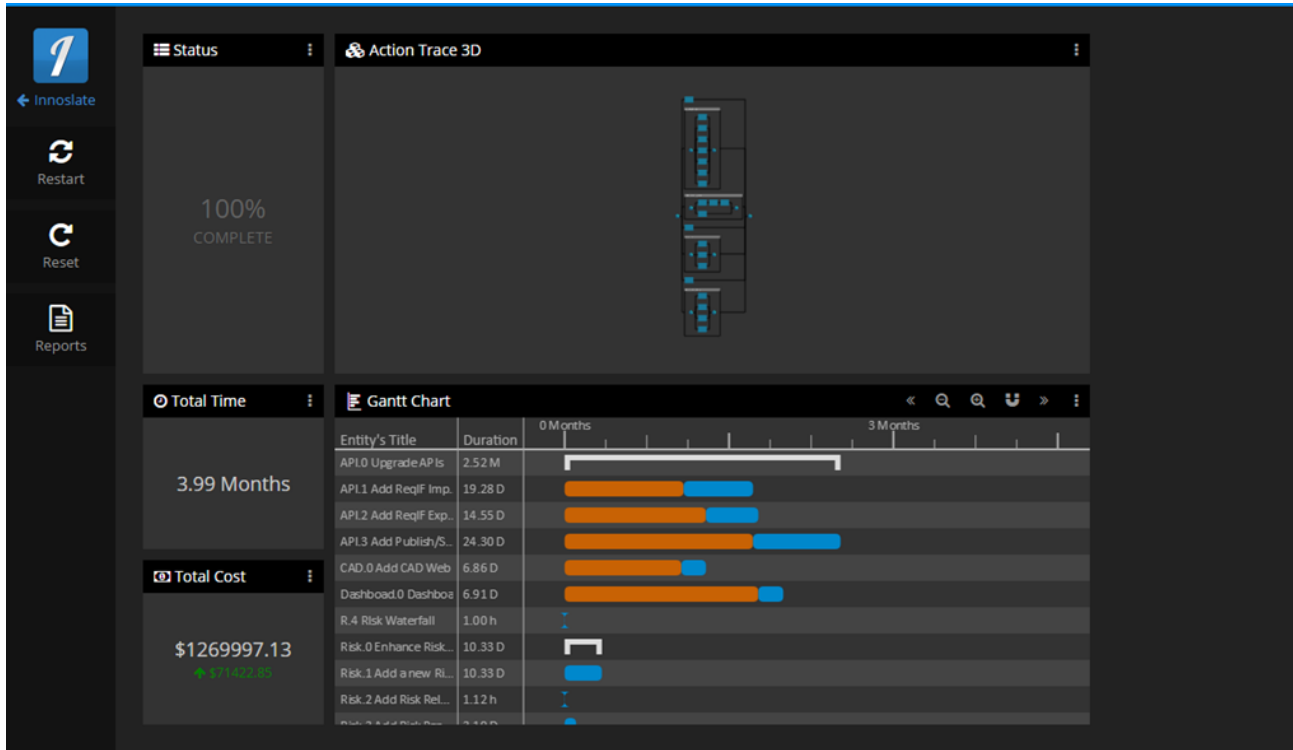 Innoslate
Restart
Reset
Reports
Status
100%
COMPLETE
Action Trace 3D
Total Time
3.99 Months
Total Cost
$1269997.13
$71422.85
Gantt Chart
Entity's Title Duration 0 Months 3 Months
API.0 Upgrade APIs 2.52 M
API.1 Add ReqIF Imp. 19.28 D
API.2 Add ReqIF Exp... 14.55 D
API.3 Add Publish/S... 24.30 D
CAD.0 Add CAD Web 6.86 D
Dashboad.0 Dashboa 6.91 D
R.4 RIsk Waterfall 1.00 h
Risk.0 Enhance Risk... 10.33 D
Risk.1 Add a new Ri... 10.33 D
Risk.2 Add Risk Rel... 1.12 h